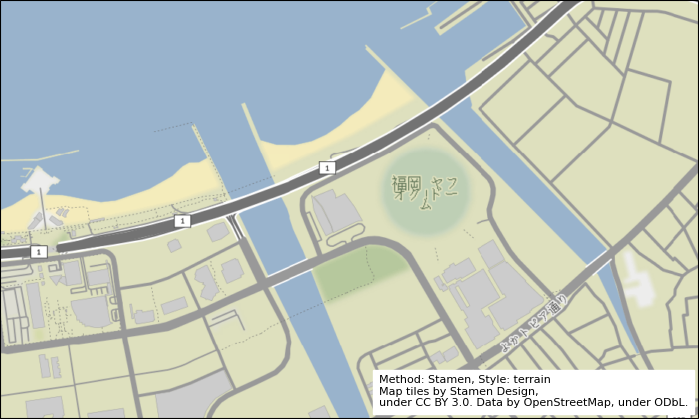 1
1
1
福岡 ヤフ
オク！ドー
ム
よかトピア通り
Method: Stamen, Style: terrain
Map tiles by Stamen Design,
under CC BY 3.0. Data by OpenStreetMap, under ODbL.